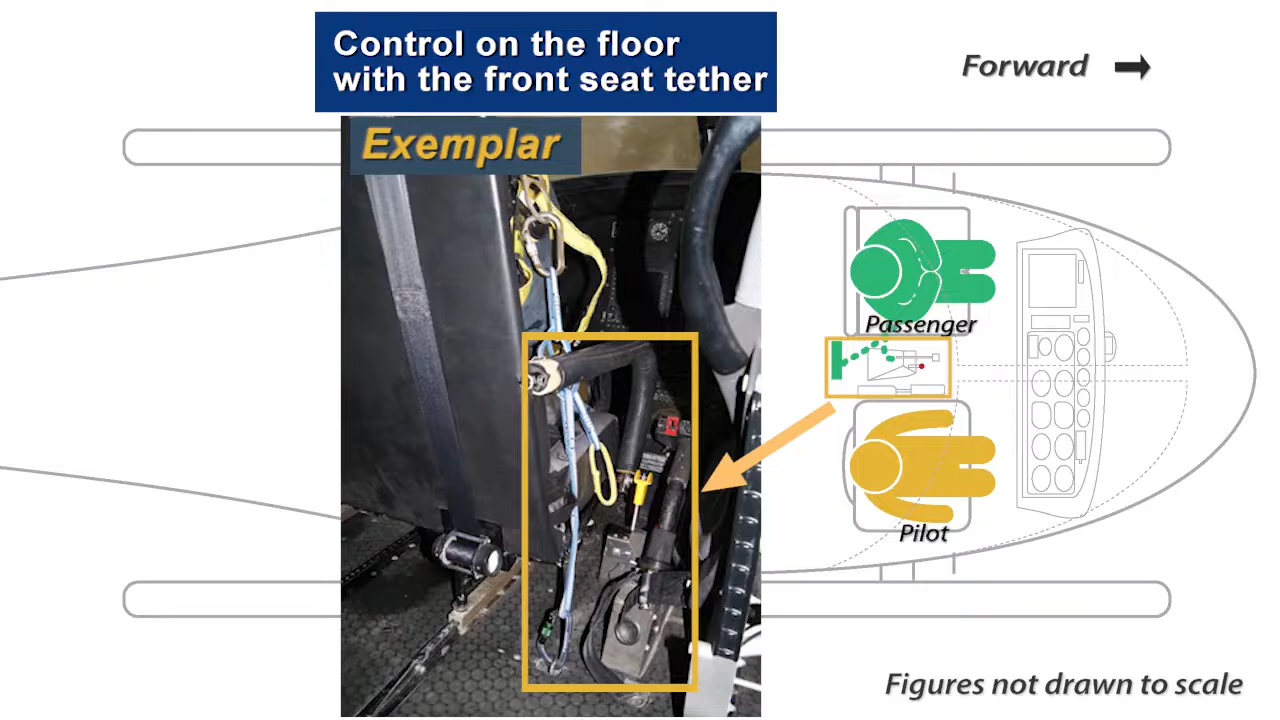 Control on the floor
with the front seat tether
Exemplar
Forward
Passenger
Pilot
Figures not drawn to scale